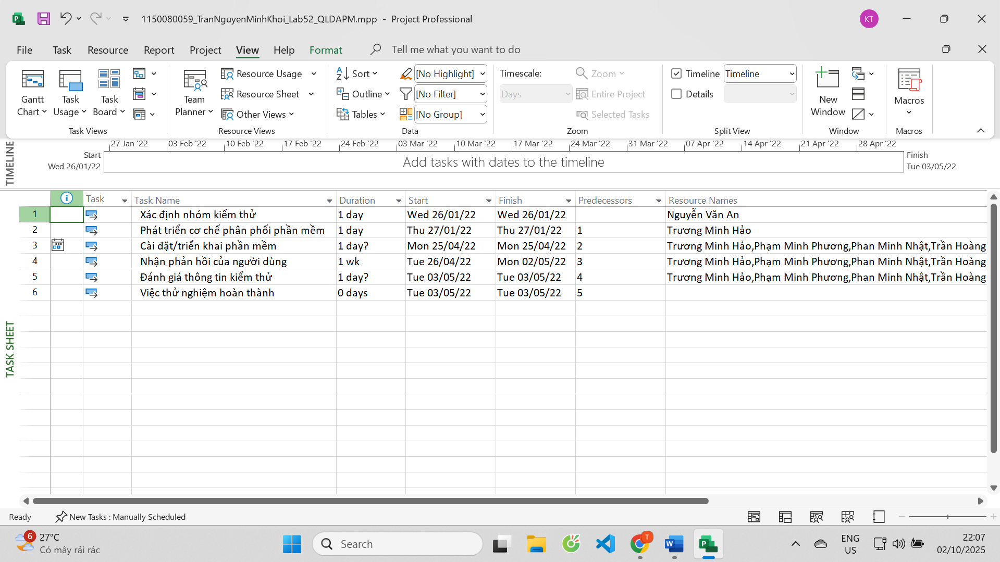 1150080059_TranNguyenMinhKhoi_Lab52_QLDAPM.mpp - Project Professional
KT
File Task Resource Report Project View Help Format Tell me what you want to do
Gantt Chart
Task Usage
Task Board
Task Views
Team Planner
Resource Usage
Resource Sheet
Other Views
Resource Views
Sort
Outline
Tables
[No Highlight]
[No Filter]
[No Group]
Data
Timescale:
Days
Zoom
Entire Project
Selected Tasks
Zoom
Timeline Timeline
Details
Split View
New Window
Window
Macros
Macros
TIMELINE
27 Jan '22 03 Feb '22 10 Feb '22 17 Feb '22 24 Feb '22 03 Mar '22 10 Mar '22 17 Mar '22 24 Mar '22 31 Mar '22 07 Apr '22 14 Apr '22 21 Apr '22 28 Apr '22
Start
Wed 26/01/22
Add tasks with dates to the timeline
Finish
Tue 03/05/22
TASK SHEET
Task Task Name Duration Start Finish Predecessors Resource Names
1 Xác định nhóm kiểm thử 1 day Wed 26/01/22 Wed 26/01/22 Nguyễn Văn An
2 Phát triển cơ chế phân phối phần mềm 1 day Thu 27/01/22 Thu 27/01/22 1 Trương Minh Hảo
3 Cài đặt/triển khai phần mềm 1 day? Mon 25/04/22 Mon 25/04/22 2 Trương Minh Hảo,Phạm Minh Phương,Phan Minh Nhật,Trần Hoàng
4 Nhận phản hồi của người dùng 1 wk Tue 26/04/22 Mon 02/05/22 3 Trương Minh Hảo,Phạm Minh Phương,Phan Minh Nhật,Trần Hoàng
5 Đánh giá thông tin kiểm thử 1 day? Tue 03/05/22 Tue 03/05/22 4 Trương Minh Hảo,Phạm Minh Phương,Phan Minh Nhật,Trần Hoàng
6 Việc thử nghiệm hoàn thành 0 days Tue 03/05/22 Tue 03/05/22 5
Ready New Tasks : Manually Scheduled
6 27°C
Có mây rải rác
Search
T
ENG
US
22:07
02/10/2025